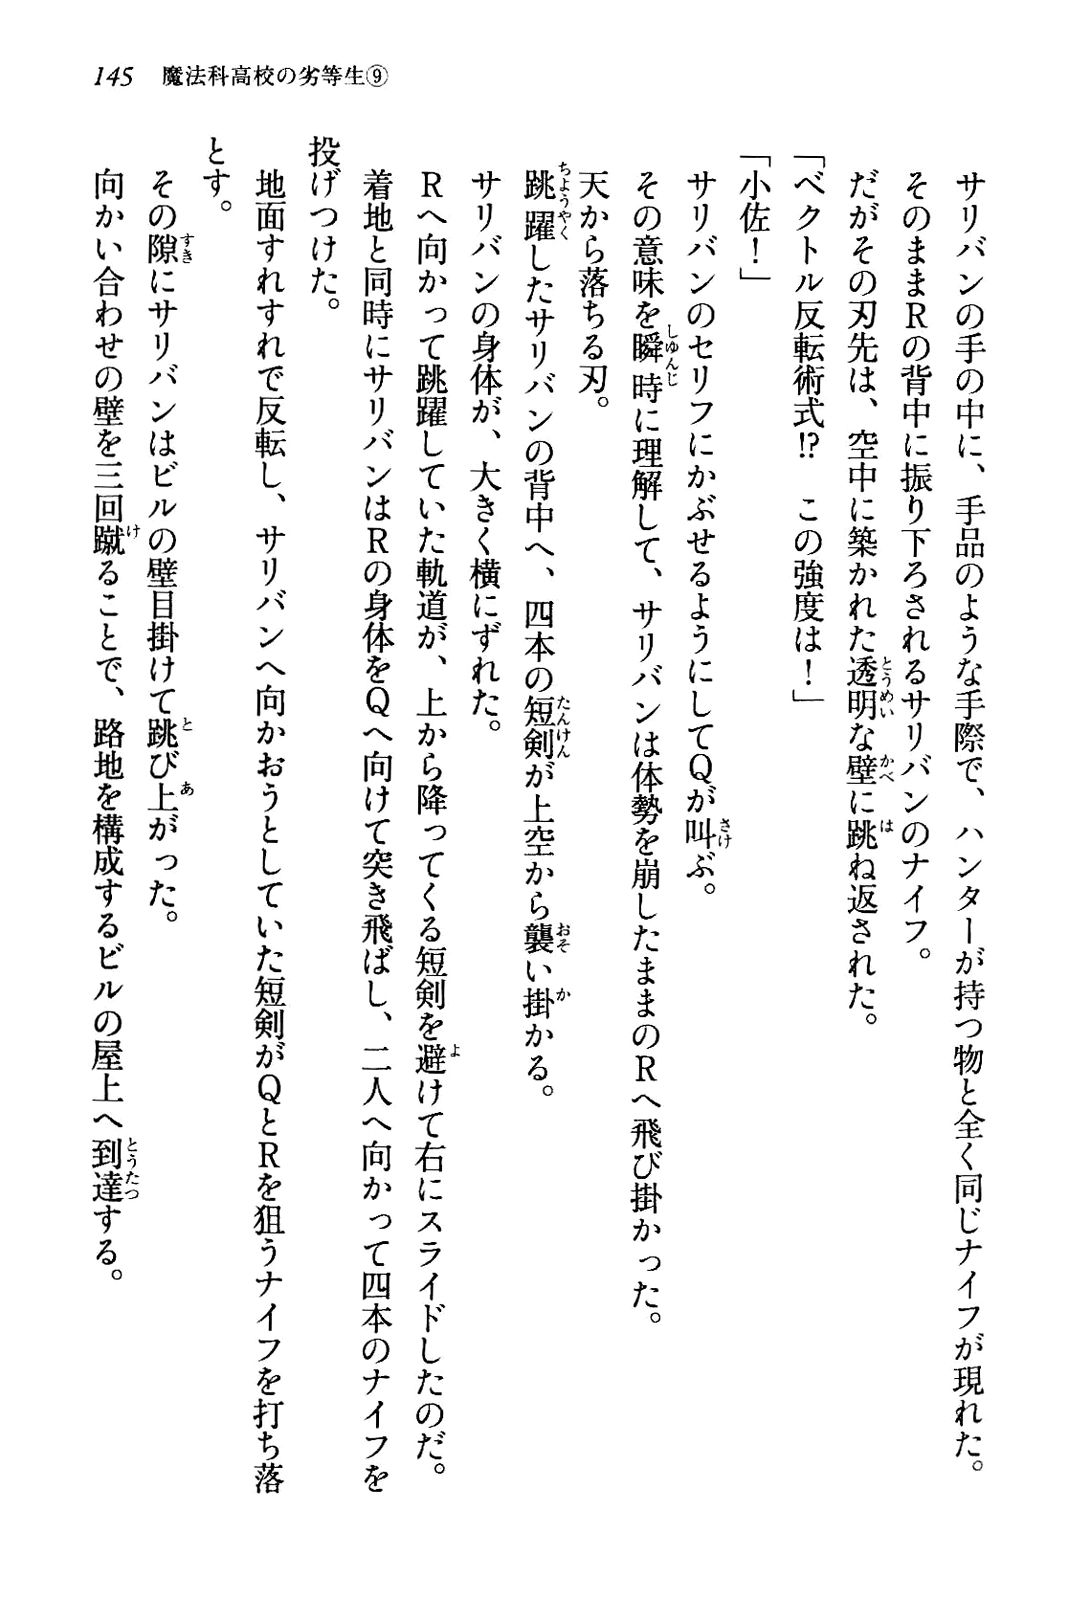 145　魔法科高校の劣等生⑨
サリバンの手の中に、手品のような手際で、ハンターが持つ物と全く同じナイフが現れた。
そのままRの背中に振り下ろされるサリバンのナイフ。
だがその刃先は、空中に築かれた透明な壁に跳ね返された。
「ベクトル反転術式!?　この強度は！」
「小佐！」
サリバンのセリフにかぶせるようにしてQが叫ぶ。
その意味を瞬時に理解して、サリバンは体勢を崩したままのRへ飛び掛かった。
天から落ちる刃。
跳躍したサリバンの背中へ、四本の短剣が上空から襲い掛かる。
サリバンの身体が、大きく横にずれた。
Rへ向かって跳躍していた軌道が、上から降ってくる短剣を避けて右にスライドしたのだ。
着地と同時にサリバンはRの身体をQへ向けて突き飛ばし、二人へ向かって四本のナイフを
投げつけた。
地面すれすれで反転し、サリバンへ向かおうとしていた短剣がQとRを狙うナイフを打ち落
とす。
その隙にサリバンはビルの壁目掛けて跳び上がった。
向かい合わせの壁を三回蹴ることで、路地を構成するビルの屋上へ到達する。